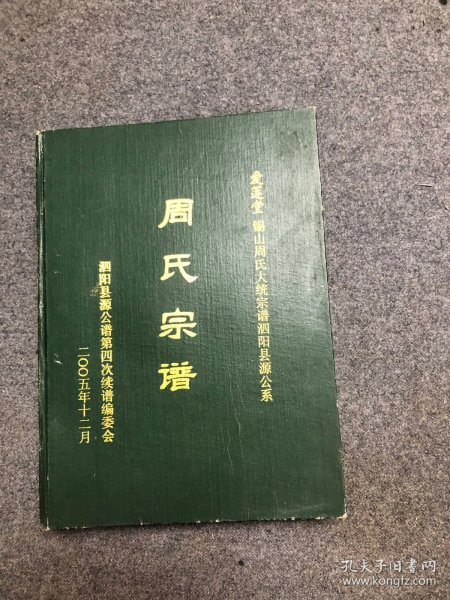 爱莲堂 锡山周氏大统宗谱泗阳县源公系
周氏宗谱
泗阳县源公谱第四次续谱编委会
二〇〇五年十二月
孔夫子旧书网
www.kongfz.com